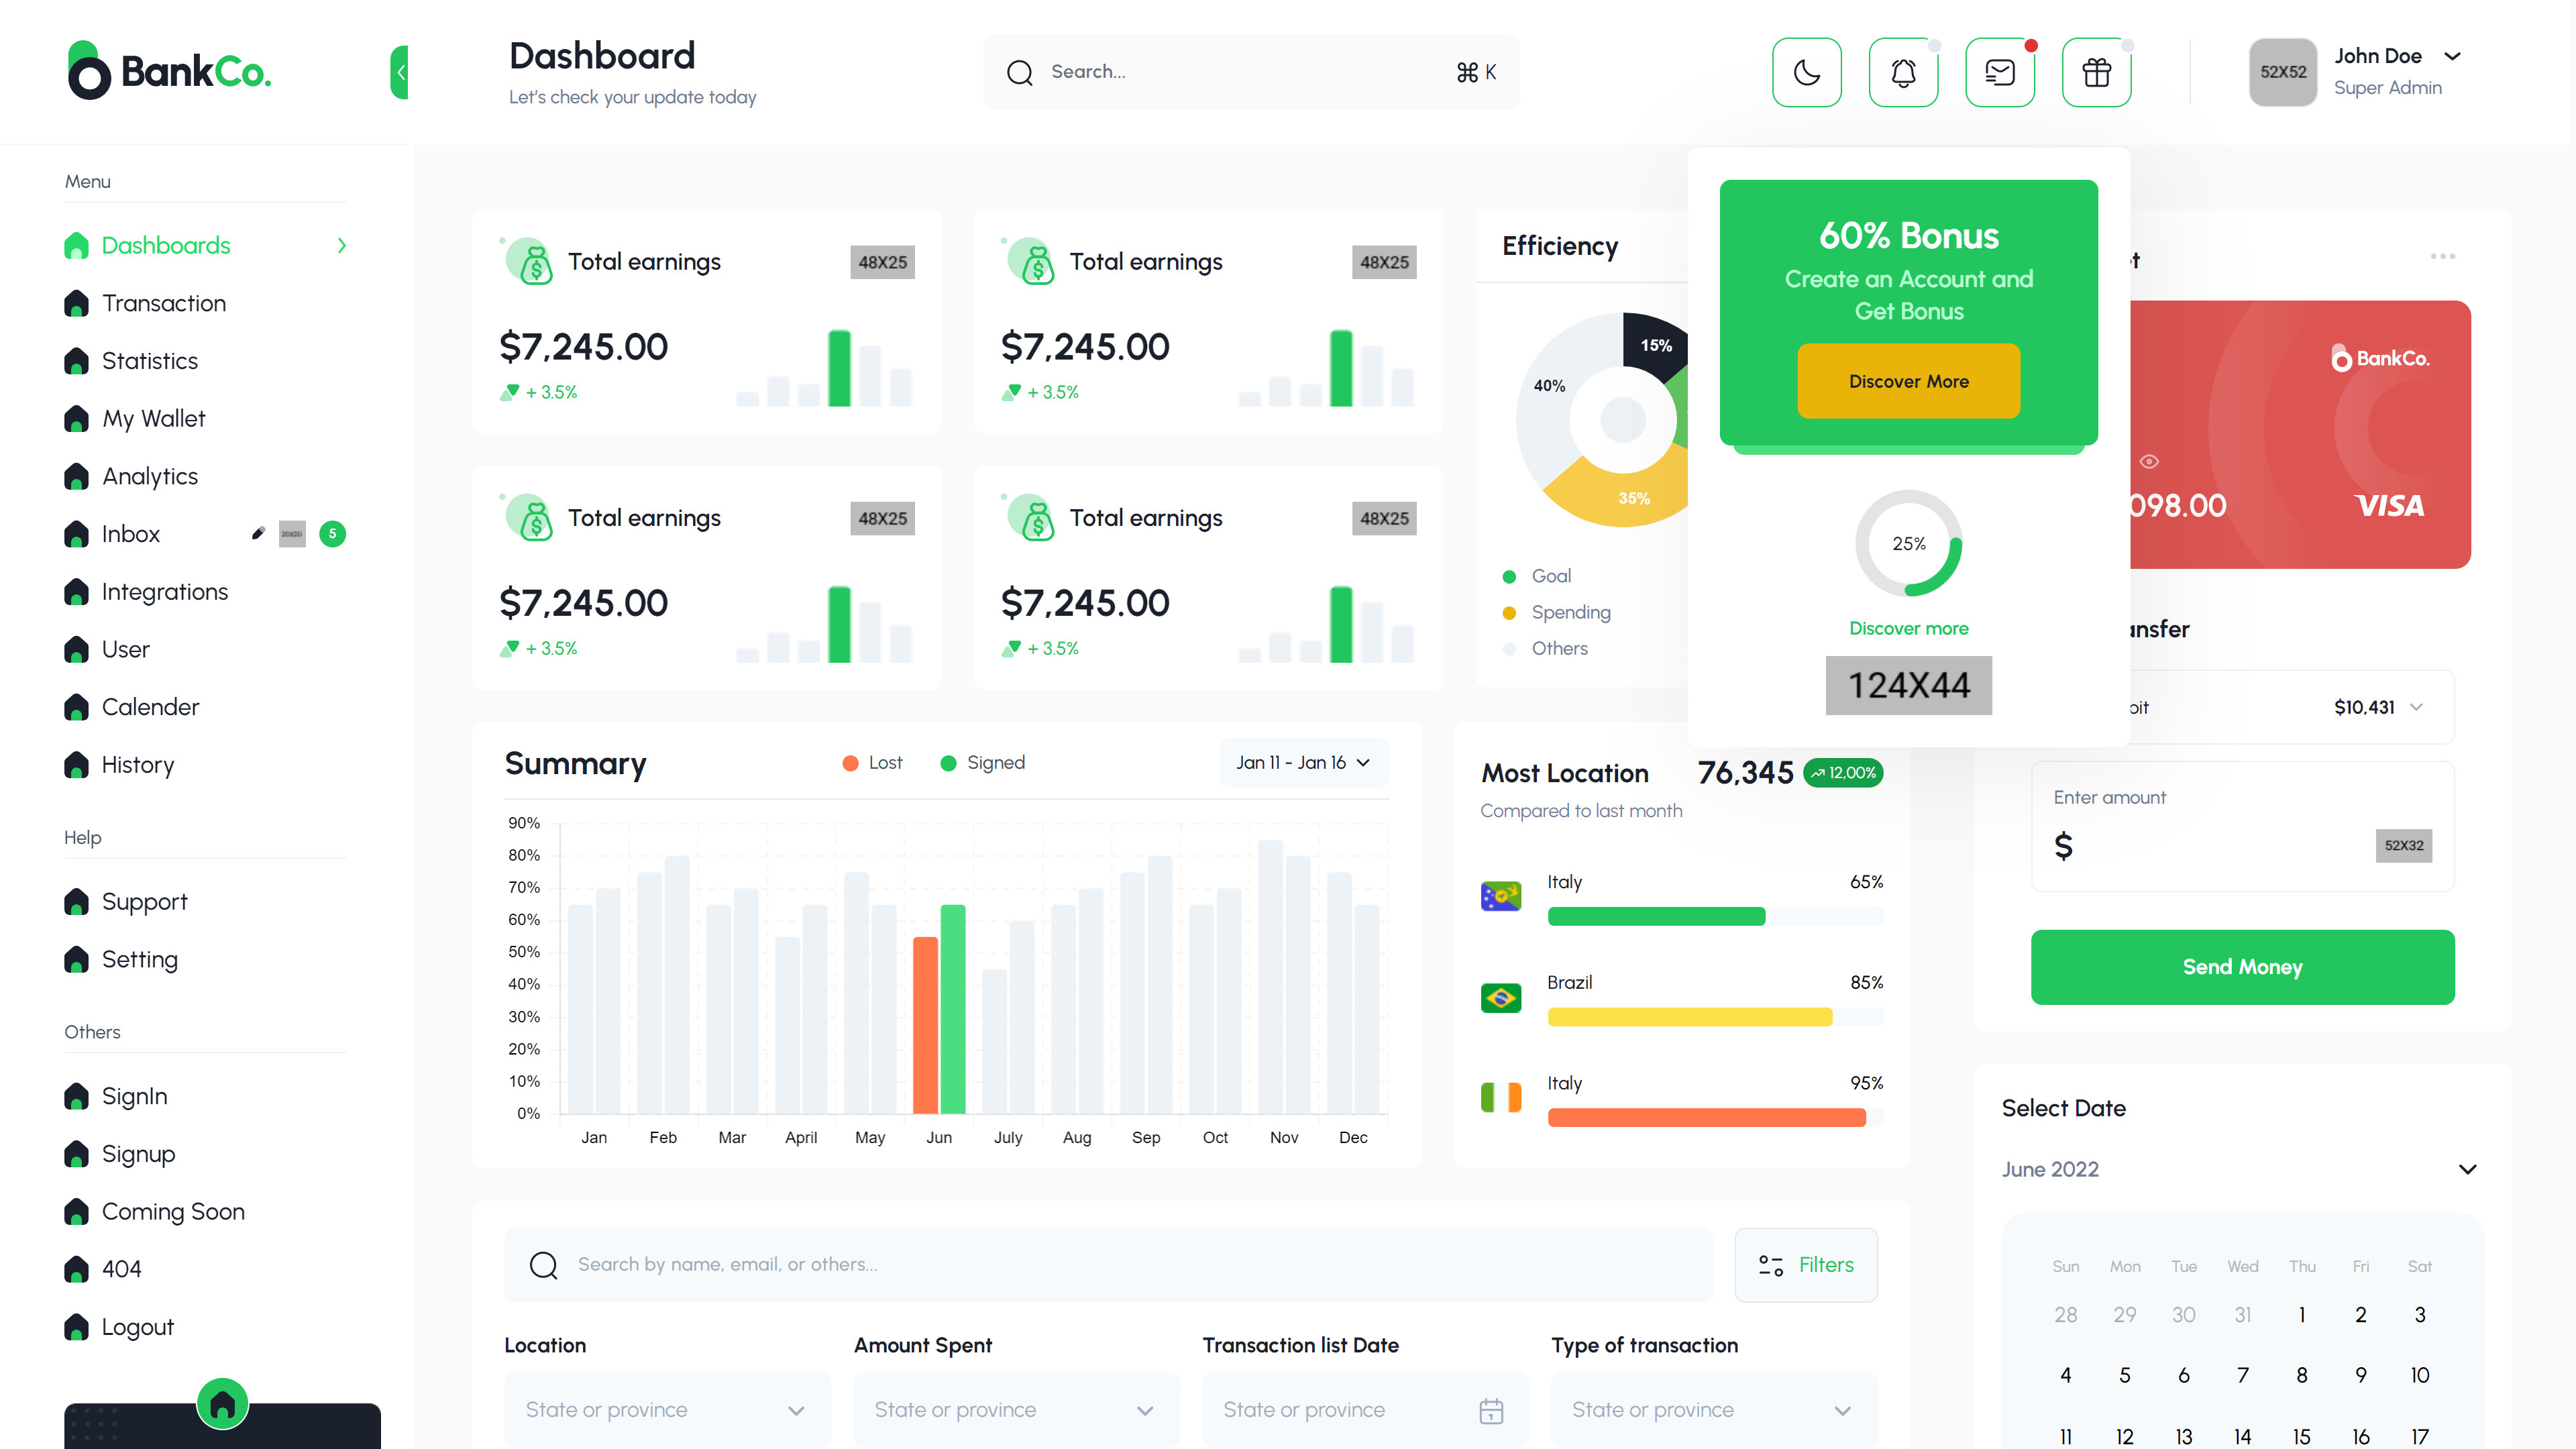 BankCo.
Dashboard
Let's check your update today
Search...
⌘ K
52X52
John Doe
Super Admin
Menu
Dashboards
Transaction
Statistics
My Wallet
Analytics
Inbox
20X20
5
Integrations
User
Calender
History
Help
Support
Setting
Others
SignIn
Signup
Coming Soon
404
Logout
Total earnings
48X25
$7,245.00
+ 3.5%
Total earnings
48X25
$7,245.00
+ 3.5%
Total earnings
48X25
$7,245.00
+ 3.5%
Total earnings
48X25
$7,245.00
+ 3.5%
Efficiency
15%
40%
35%
Goal
Spending
Others
60% Bonus
Create an Account and
Get Bonus
Discover More
25%
Discover more
124X44
BankCo.
098.00
VISA
$10,431
Enter amount
$
52X32
Send Money
Summary
Lost
Signed
Jan 11 - Jan 16
90%
80%
70%
60%
50%
40%
30%
20%
10%
0%
Jan Feb Mar April May Jun July Aug Sep Oct Nov Dec
Most Location
76,345
12,00%
Compared to last month
Italy
65%
Brazil
85%
Italy
95%
Search by name, email, or others...
Filters
Location
State or province
Amount Spent
State or province
Transaction list Date
State or province
Type of transaction
State or province
Select Date
June 2022
Sun Mon Tue Wed Thu Fri Sat
28 29 30 31 1 2 3
4 5 6 7 8 9 10
11 12 13 14 15 16 17